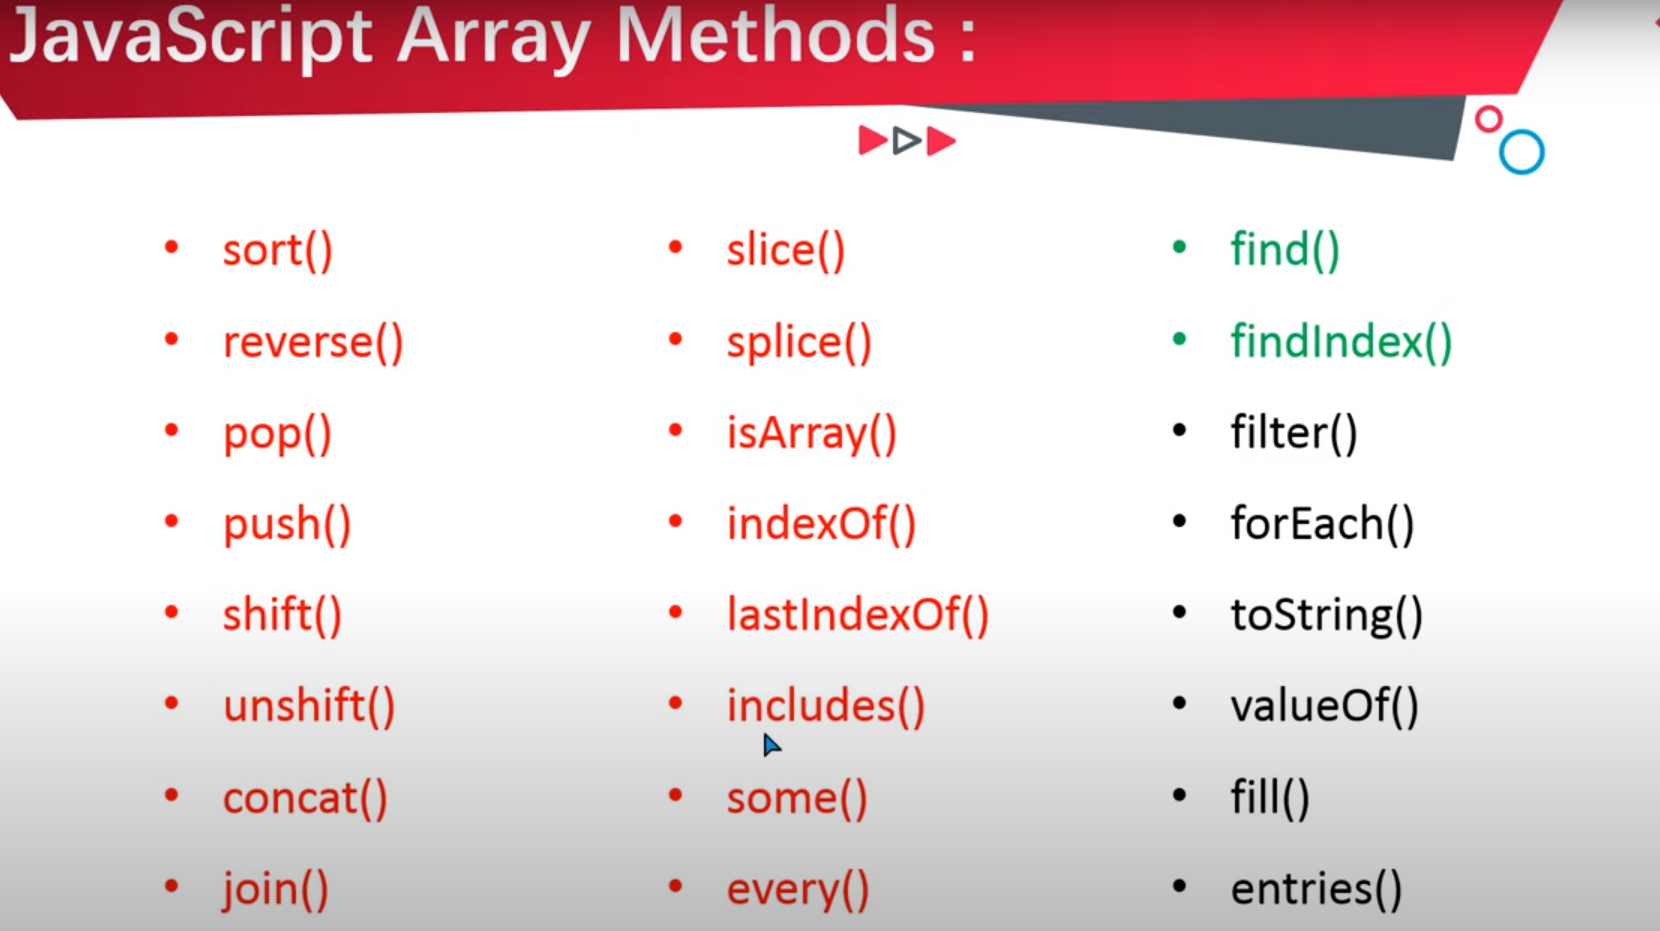 JavaScript Array Methods :
• sort()
• reverse()
• pop()
• push()
• shift()
• unshift()
• concat()
• join()
• slice()
• splice()
• isArray()
• indexOf()
• lastIndexOf()
• includes()
• some()
• every()
• find()
• findIndex()
• filter()
• forEach()
• toString()
• valueOf()
• fill()
• entries()